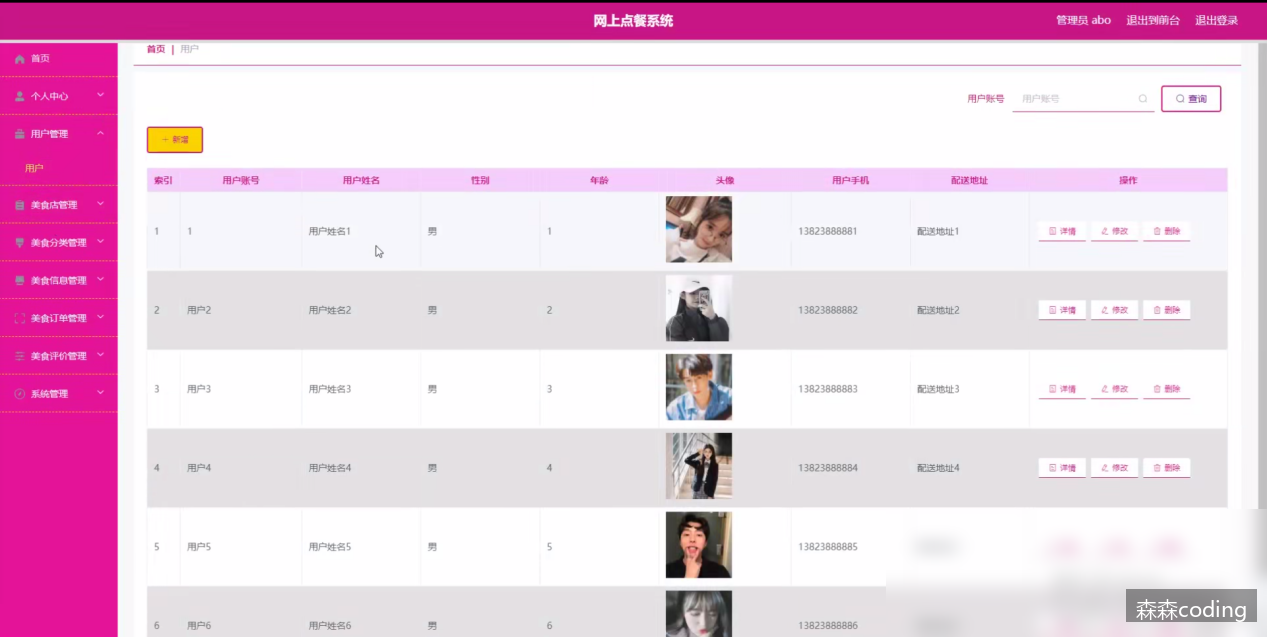 网上点餐系统
管理员 abo 退出到前台 退出登录
首页
个人中心
用户管理
用户
美食店管理
美食分类管理
美食信息管理
美食订单管理
美食评价管理
系统管理
首页 | 用户
用户账号 用户账号 查询
+ 新增
索引 用户账号 用户姓名 性别 年龄 头像 用户手机 配送地址 操作
1 1 用户姓名1 男 1 13823888881 配送地址1 详情 修改 删除
2 用户2 用户姓名2 男 2 13823888882 配送地址2 详情 修改 删除
3 用户3 用户姓名3 男 3 13823888883 配送地址3 详情 修改 删除
4 用户4 用户姓名4 男 4 13823888884 配送地址4 详情 修改 删除
5 用户5 用户姓名5 男 5 13823888885
6 用户6 用户姓名6 男 6 13823888886
森森coding